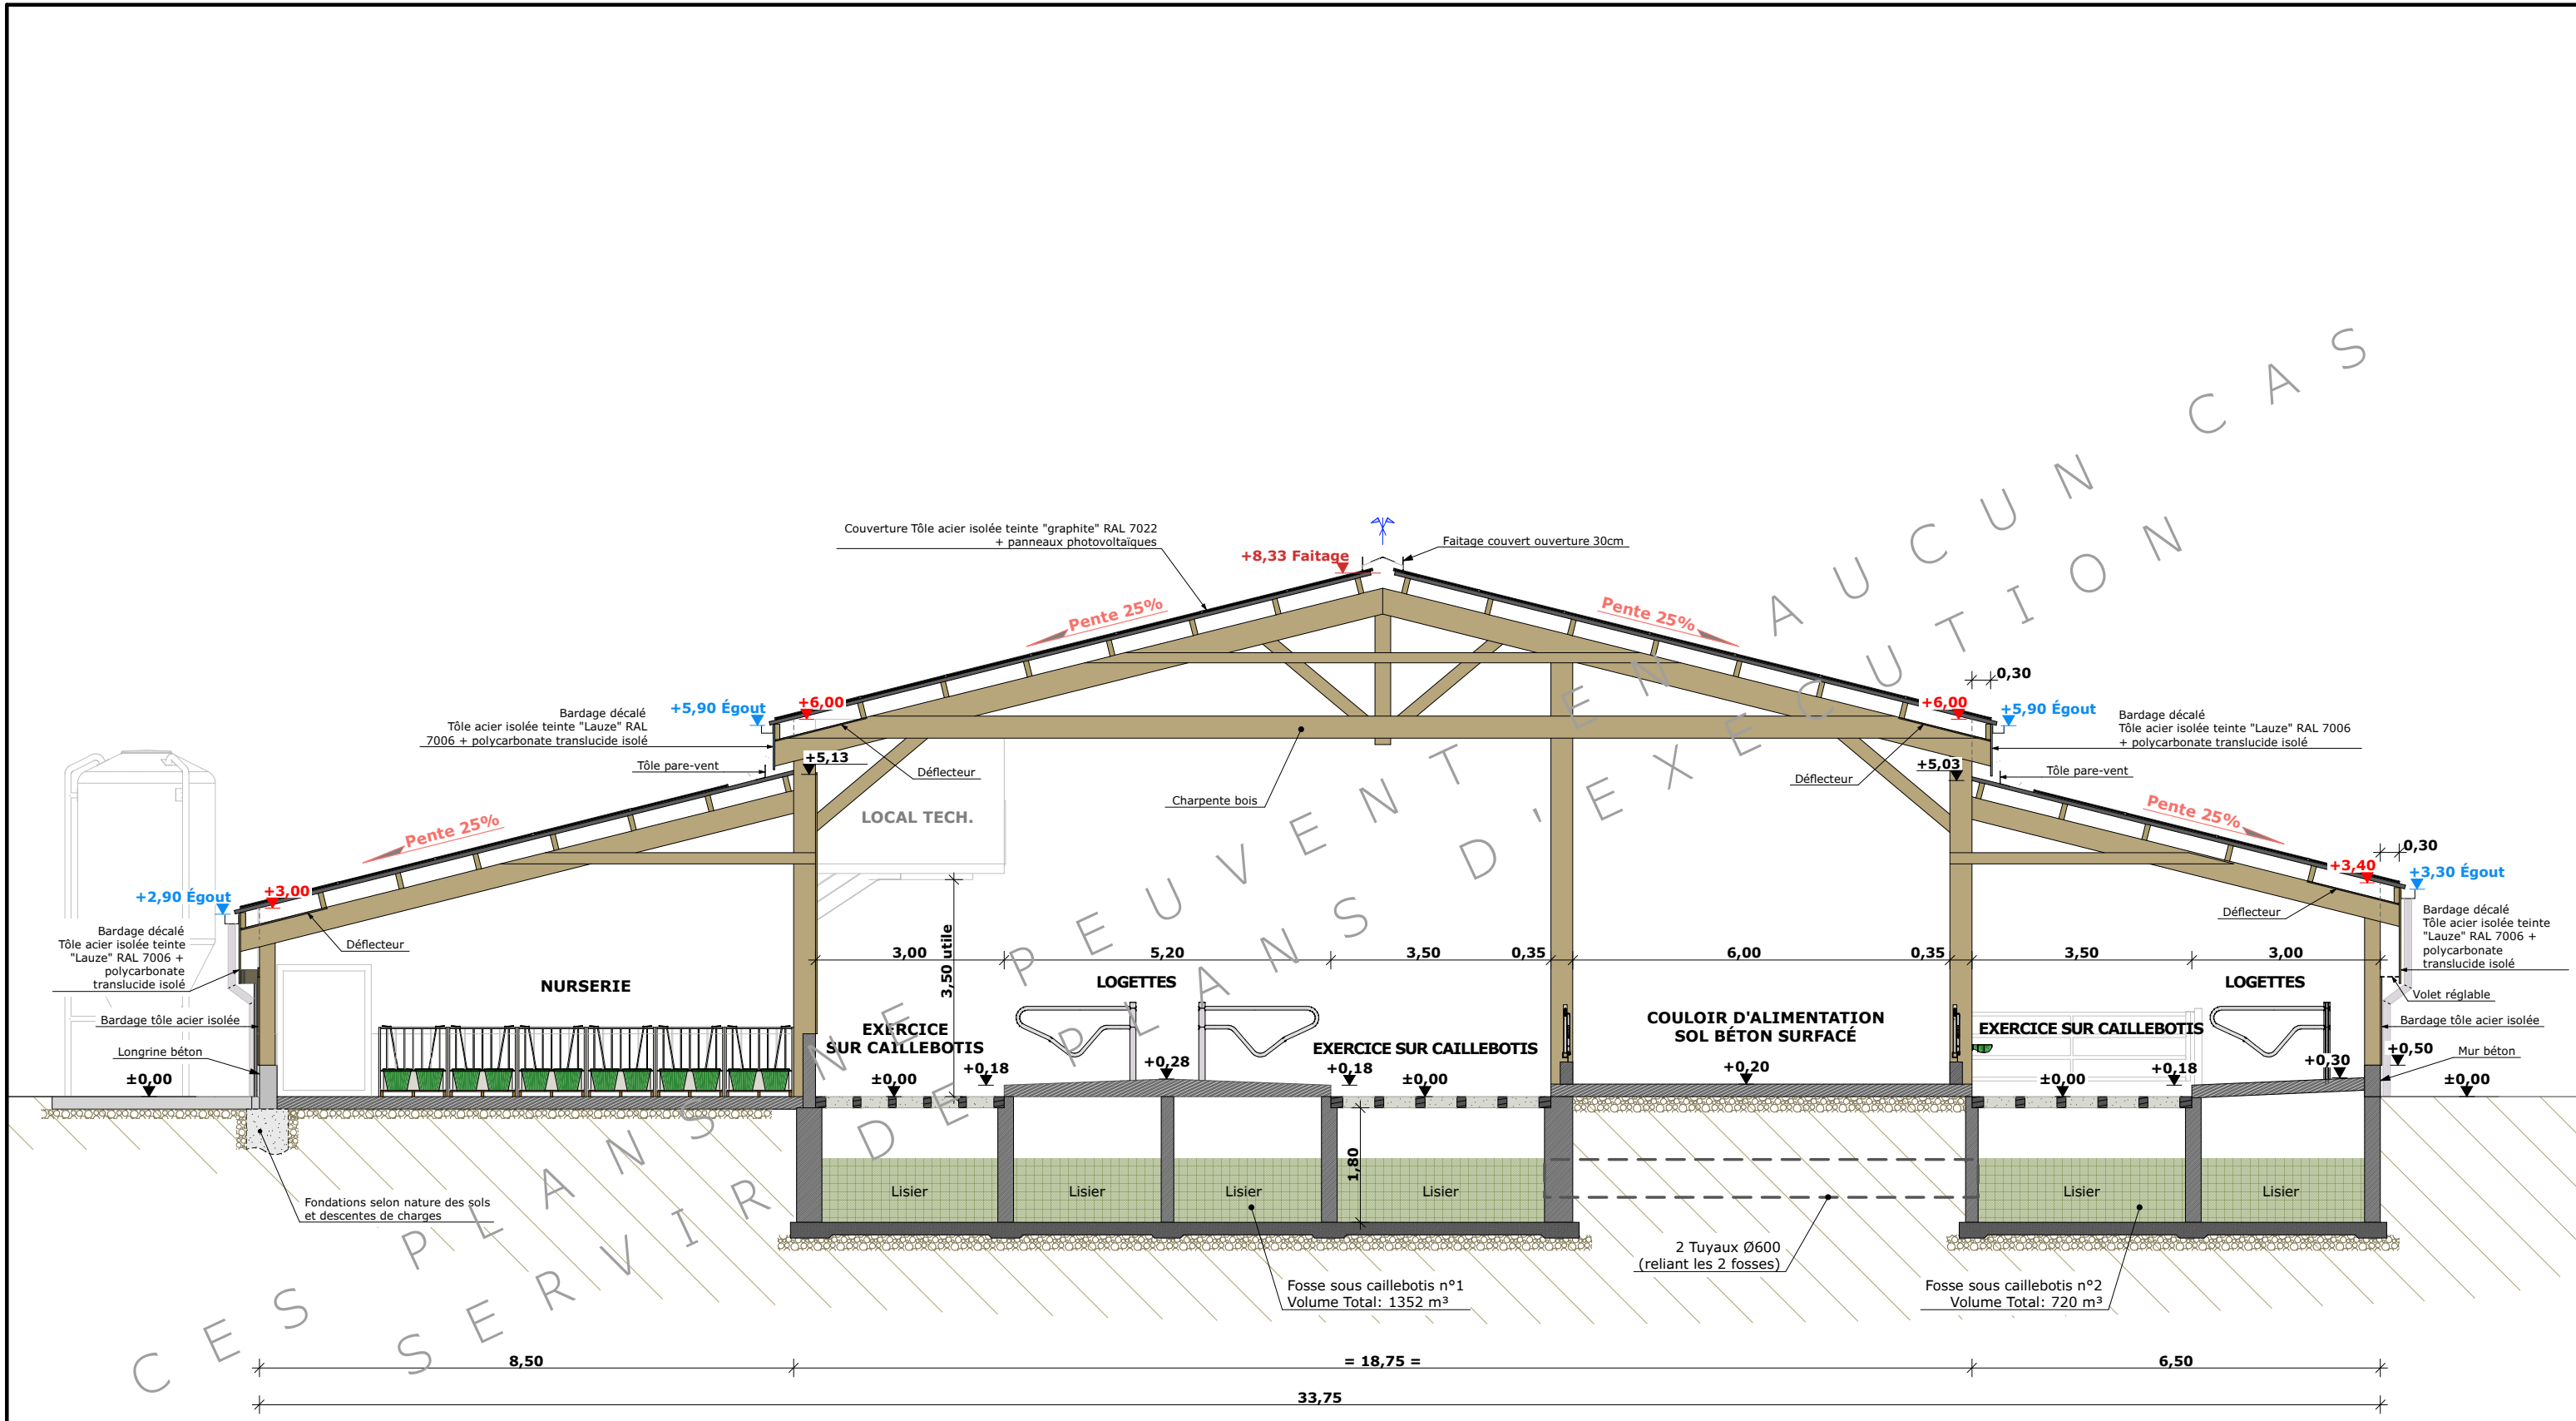 Couverture Tôle acier isolée teinte "graphite" RAL 7022
+ panneaux photovoltaïques
+8,33 Faitage
Faitage couvert ouverture 30cm
Pente 25%
Pente 25%
0,30
Bardage décalé
Tôle acier isolée teinte "Lauze" RAL
7006 + polycarbonate translucide isolé
+5,90 Égout
+6,00
+6,00
+5,90 Égout
Bardage décalé
Tôle acier isolée teinte "Lauze" RAL 7006
+ polycarbonate translucide isolé
Tôle pare-vent
+5,13
Déflecteur
Charpente bois
Déflecteur
+5,03
Tôle pare-vent
LOCAL TECH.
Pente 25%
Pente 25%
0,30
+2,90 Égout
+3,00
+3,40
+3,30 Égout
Bardage décalé
Tôle acier isolée teinte
"Lauze" RAL 7006 +
polycarbonate
translucide isolé
Déflecteur
Déflecteur
Bardage décalé
Tôle acier isolée teinte
"Lauze" RAL 7006 +
polycarbonate
translucide isolé
3,50 utile
3,00
5,20
3,50
0,35
6,00
0,35
3,50
3,00
NURSERIE
LOGETTES
LOGETTES
Volet réglable
Bardage tôle acier isolée
Bardage tôle acier isolée
EXERCICE
SUR CAILLEBOTIS
EXERCICE SUR CAILLEBOTIS
COULOIR D'ALIMENTATION
SOL BÉTON SURFACÉ
EXERCICE SUR CAILLEBOTIS
Longrine béton
Mur béton
±0,00
±0,00
+0,18
+0,28
+0,18
±0,00
+0,20
±0,00
+0,18
+0,30
+0,50
±0,00
1,80
Lisier
Lisier
Lisier
Lisier
Lisier
Lisier
Fondations selon nature des sols
et descentes de charges
2 Tuyaux Ø600
(reliant les 2 fosses)
Fosse sous caillebotis n°1
Volume Total: 1352 m³
Fosse sous caillebotis n°2
Volume Total: 720 m³
8,50
= 18,75 =
6,50
33,75
CES PLANS NE PEUVENT EN AUCUN CAS
SERVIR DE PLANS D'EXECUTION